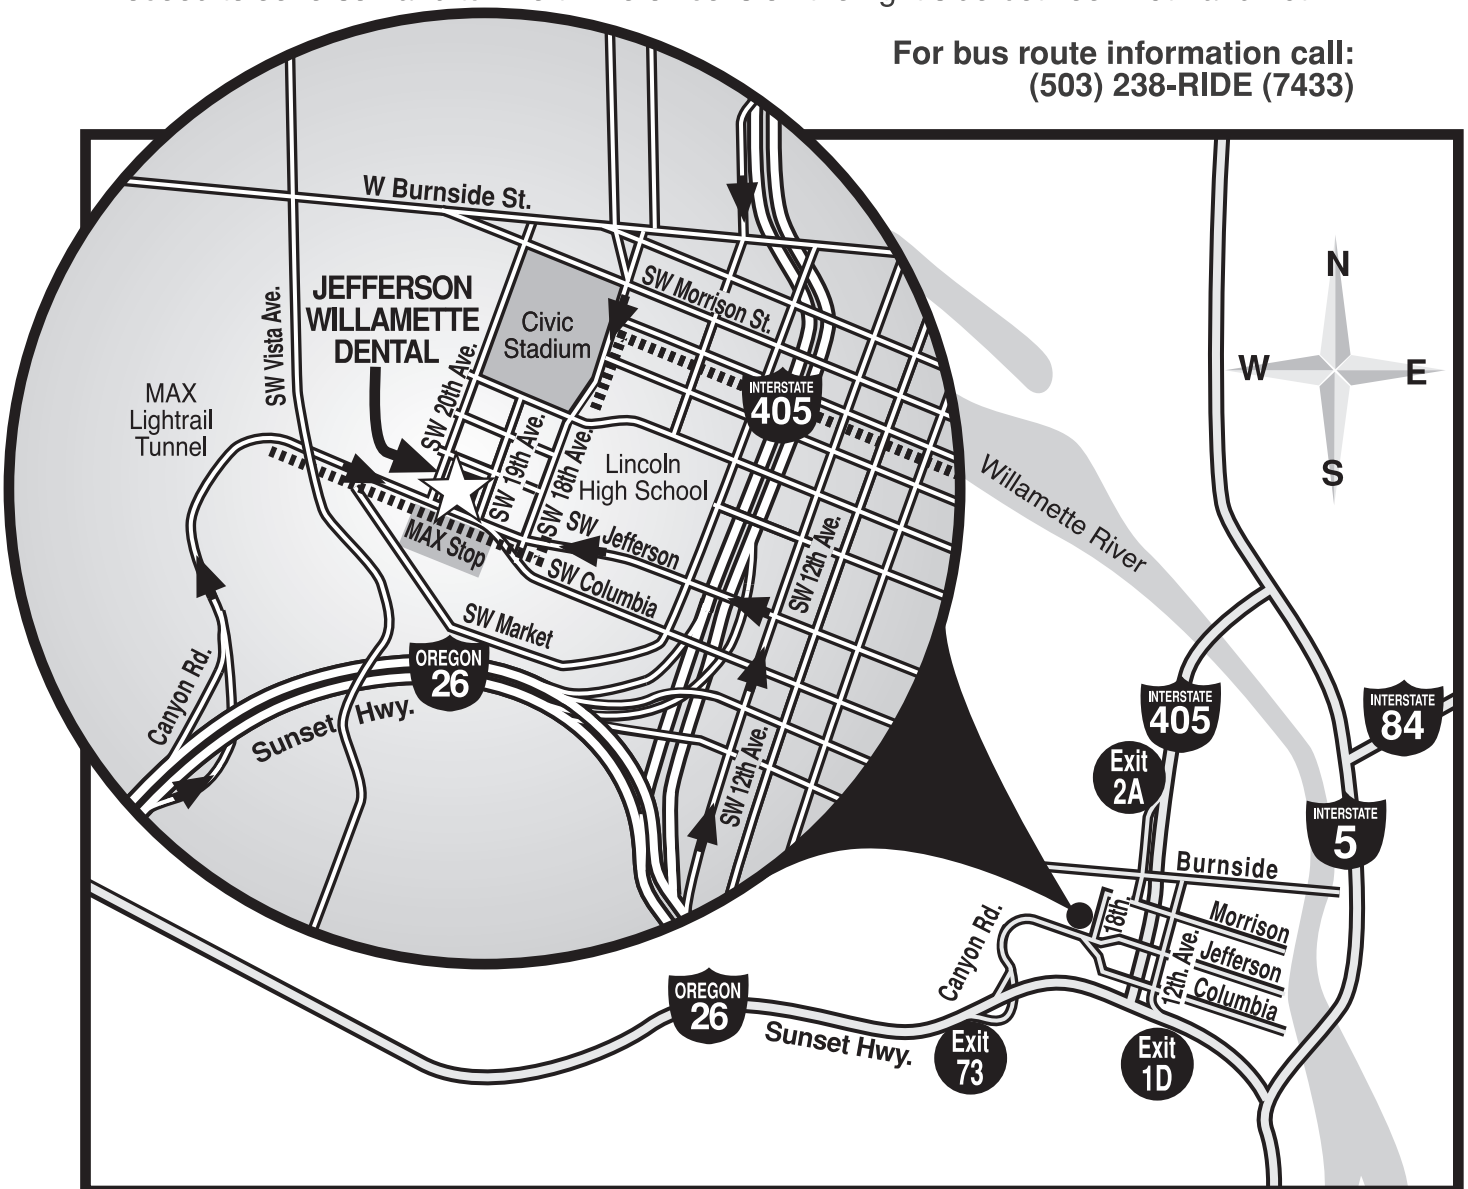 For bus route information call:
(503) 238-RIDE (7433)
W Burnside St.
SW Vista Ave.
JEFFERSON
WILLAMETTE
DENTAL
Civic
Stadium
SW Morrison St.
INTERSTATE
405
MAX
Lightrail
Tunnel
SW 20th Ave.
SW 19th Ave.
SW 18th Ave.
Lincoln
High School
MAX Stop
SW Jefferson
SW Columbia
SW Market
SW 12th Ave.
Canyon Rd.
OREGON
26
Sunset Hwy.
SW 12th Ave.
Willamette River
N
W
E
S
INTERSTATE
405
INTERSTATE
84
Exit
2A
INTERSTATE
5
Burnside
18th.
Morrison
Jefferson
Columbia
12th. Ave.
Canyon Rd.
OREGON
26
Sunset Hwy.
Exit
73
Exit
1D